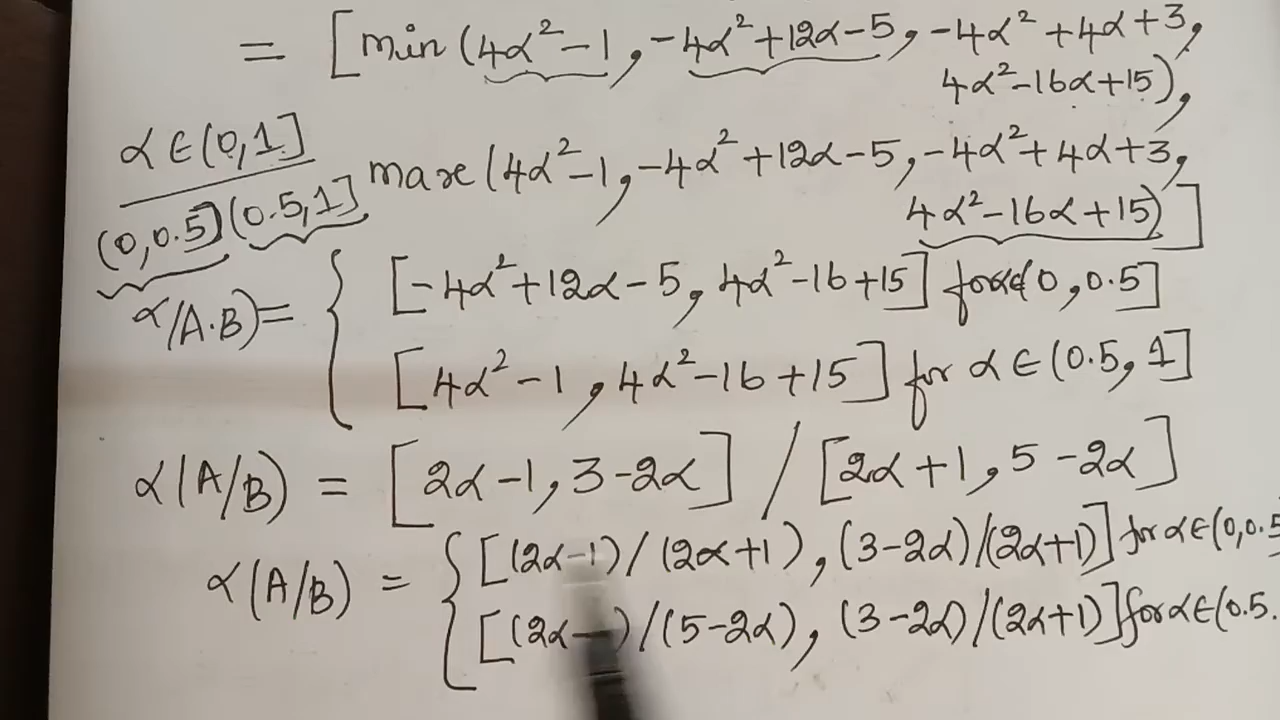 = [min (4α²-1, -4α²+12α-5, -4α²+4α+3,
4α²-16α+15),
α∈(0,1]
max (4α²-1, -4α²+12α-5, -4α²+4α+3,
(0,0.5] (0.5,1]
4α²-16α+15)]
α(A·B) = { [-4α²+12α-5, 4α²-16+15] for α∈(0,0.5]
[4α²-1, 4α²-16+15] for α∈(0.5,1]
α(A/B) = [2α-1, 3-2α] / [2α+1, 5-2α]
α(A/B) = { [(2α-1)/(2α+1), (3-2α)/(2α+1)] for α∈(0,0.5
[(2α- )/(5-2α), (3-2α)/(2α+1)] for α∈(0.5.